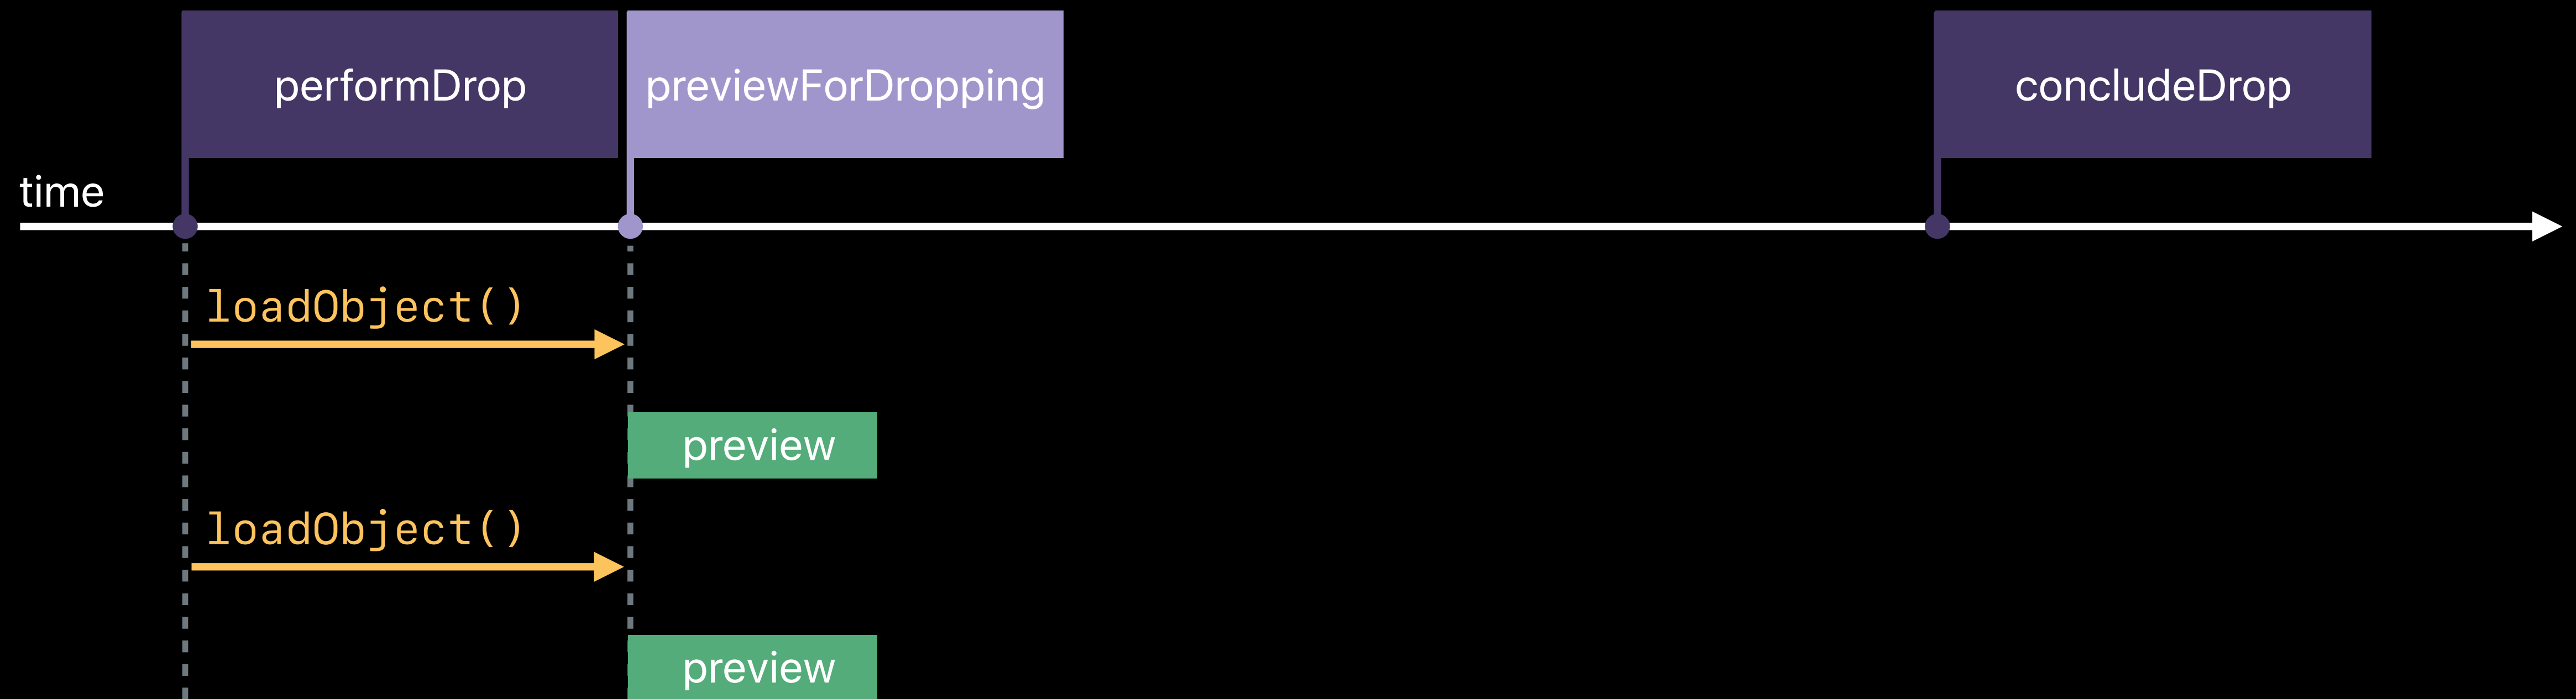 performDrop
previewForDropping
concludeDrop
time
loadObject()
preview
loadObject()
preview